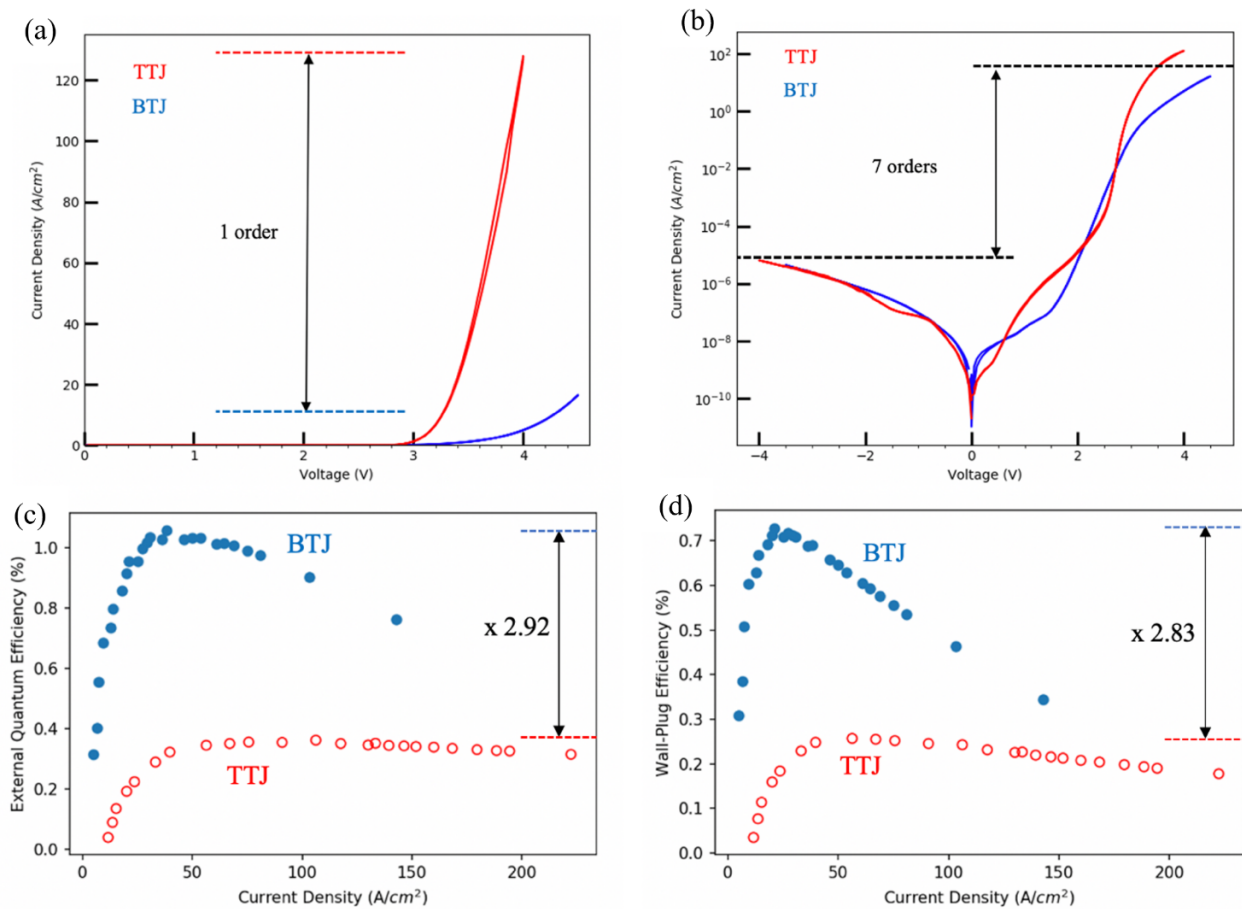 (a)
TTJ
BTJ
1 order
Current Density (A/cm²)
120
100
80
60
40
20
0
0
1
2
3
4
Voltage (V)
(b)
TTJ
BTJ
7 orders
Current Density (A/cm²)
10²
10⁰
10⁻²
10⁻⁴
10⁻⁶
10⁻⁸
10⁻¹⁰
−4
−2
0
2
4
Voltage (V)
(c)
BTJ
TTJ
x 2.92
External Quantum Efficiency (%)
1.0
0.8
0.6
0.4
0.2
0.0
0
50
100
150
200
Current Density (A/cm²)
(d)
BTJ
TTJ
x 2.83
Wall-Plug Efficiency (%)
0.7
0.6
0.5
0.4
0.3
0.2
0.1
0.0
0
50
100
150
200
Current Density (A/cm²)